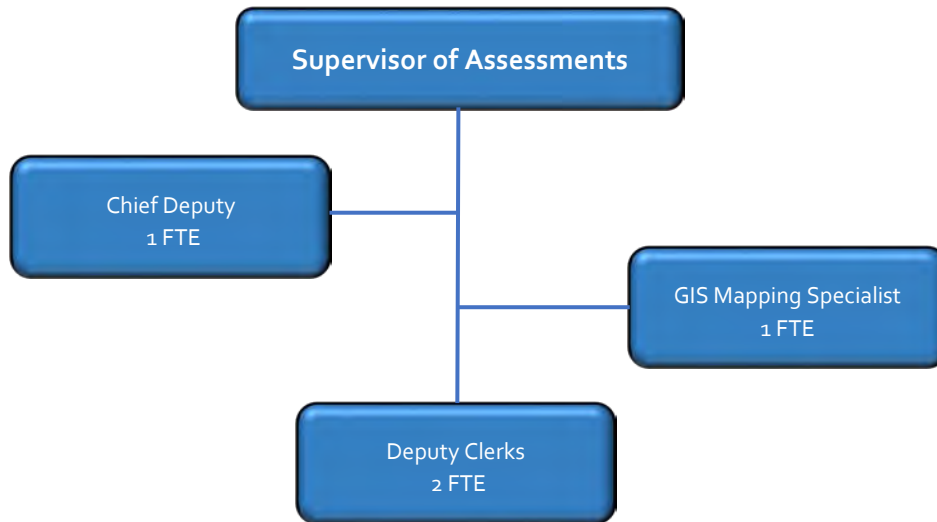 Supervisor of Assessments
Chief Deputy
1 FTE
GIS Mapping Specialist
1 FTE
Deputy Clerks
2 FTE